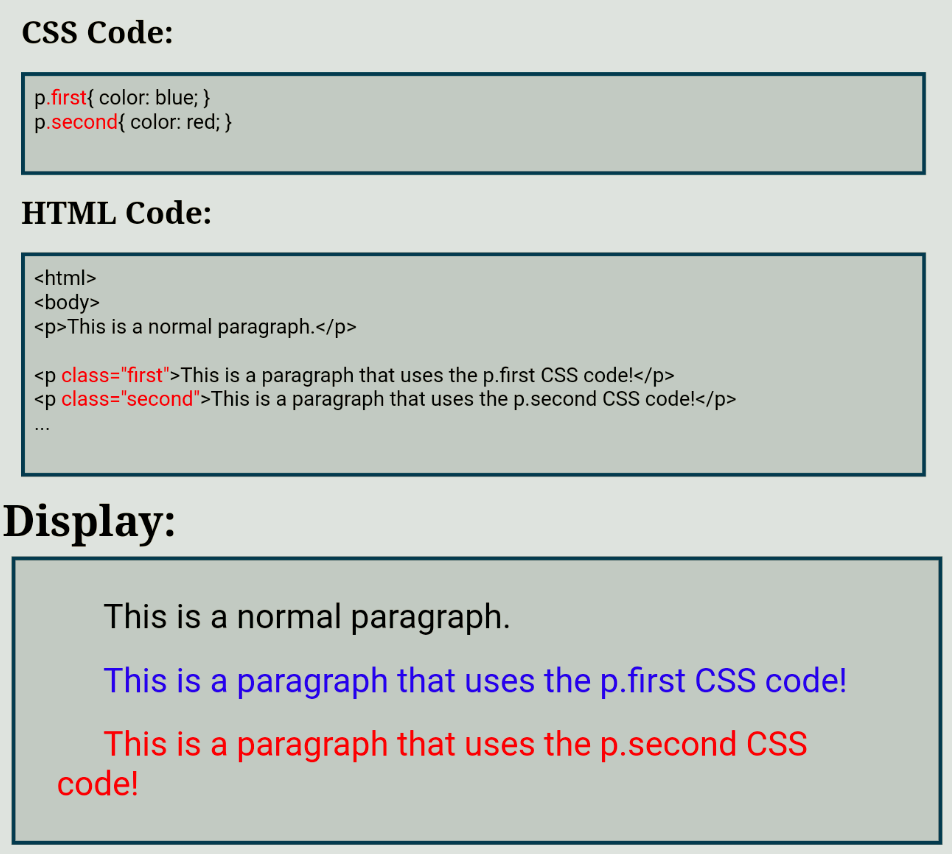 CSS Code:
p.first{ color: blue; }
p.second{ color: red; }
HTML Code:
<html>
<body>
<p>This is a normal paragraph.</p>
<p class="first">This is a paragraph that uses the p.first CSS code!</p>
<p class="second">This is a paragraph that uses the p.second CSS code!</p>
...
Display:
This is a normal paragraph.
This is a paragraph that uses the p.first CSS code!
This is a paragraph that uses the p.second CSS
code!